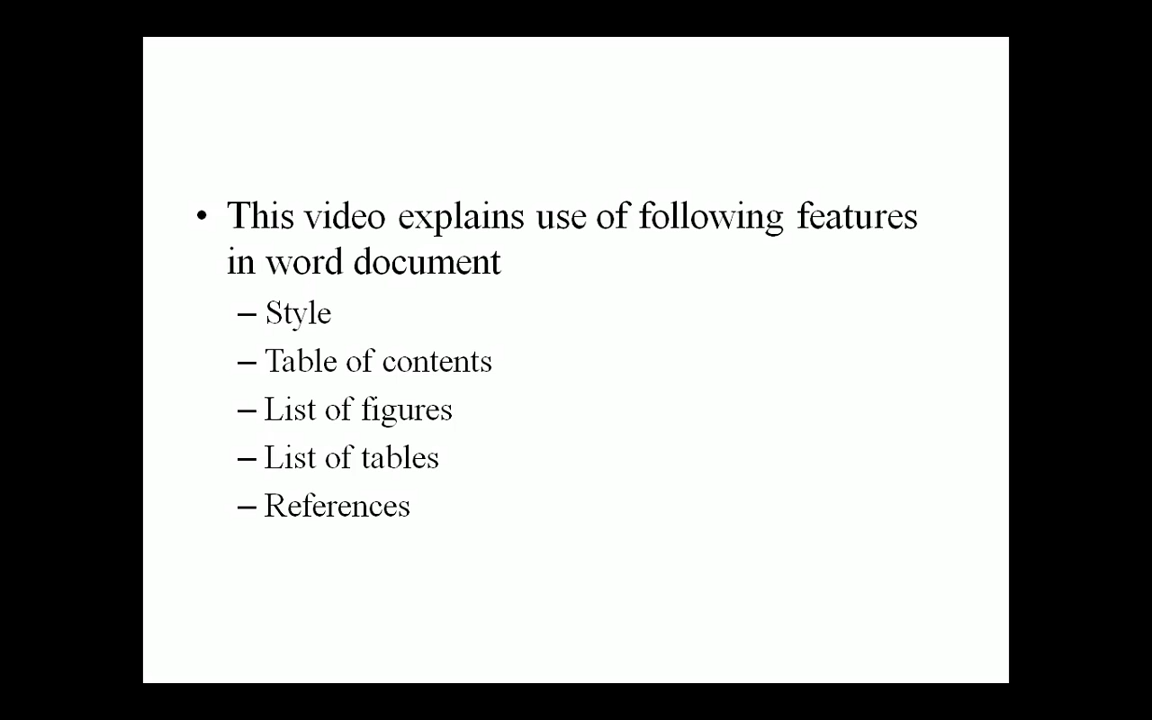 • This video explains use of following features
in word document
– Style
– Table of contents
– List of figures
– List of tables
– References